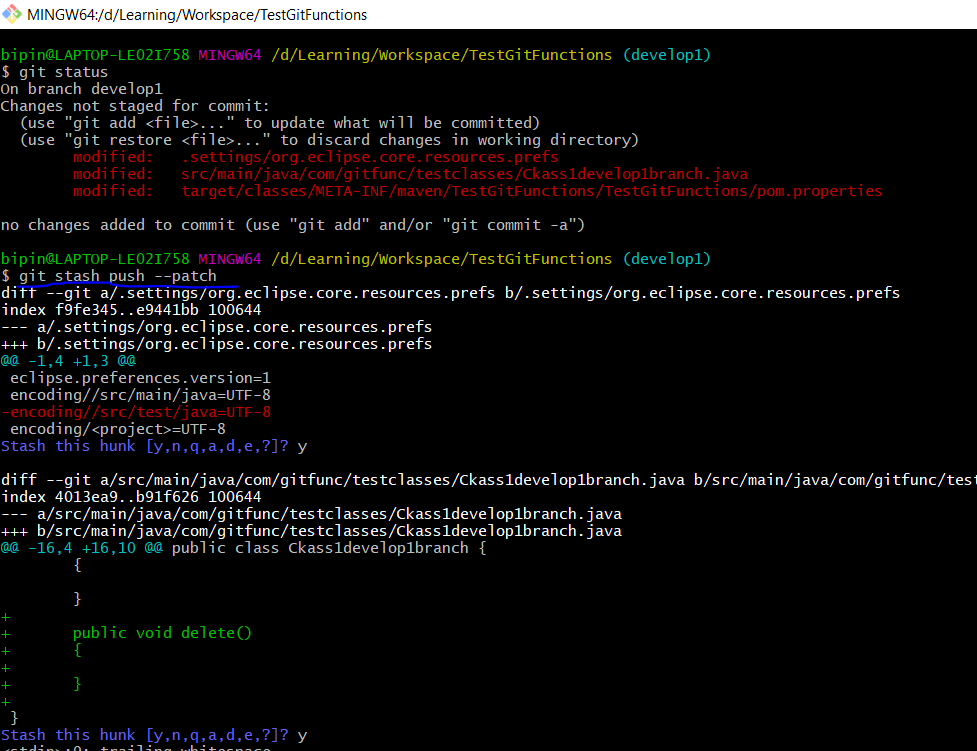 MINGW64:/d/Learning/Workspace/TestGitFunctions
bipin@LAPTOP-LEO2I758 MINGW64 /d/Learning/Workspace/TestGitFunctions (develop1)
$ git status
On branch develop1
Changes not staged for commit:
  (use "git add <file>..." to update what will be committed)
  (use "git restore <file>..." to discard changes in working directory)
        modified:   .settings/org.eclipse.core.resources.prefs
        modified:   src/main/java/com/gitfunc/testclasses/Ckass1develop1branch.java
        modified:   target/classes/META-INF/maven/TestGitFunctions/TestGitFunctions/pom.properties
no changes added to commit (use "git add" and/or "git commit -a")
bipin@LAPTOP-LEO2I758 MINGW64 /d/Learning/Workspace/TestGitFunctions (develop1)
$ git stash push --patch
diff --git a/.settings/org.eclipse.core.resources.prefs b/.settings/org.eclipse.core.resources.prefs
index f9fe345..e9441bb 100644
--- a/.settings/org.eclipse.core.resources.prefs
+++ b/.settings/org.eclipse.core.resources.prefs
@@ -1,4 +1,3 @@
 eclipse.preferences.version=1
 encoding//src/main/java=UTF-8
-encoding//src/test/java=UTF-8
 encoding/<project>=UTF-8
Stash this hunk [y,n,q,a,d,e,?]? y
diff --git a/src/main/java/com/gitfunc/testclasses/Ckass1develop1branch.java b/src/main/java/com/gitfunc/test
index 4013ea9..b91f626 100644
--- a/src/main/java/com/gitfunc/testclasses/Ckass1develop1branch.java
+++ b/src/main/java/com/gitfunc/testclasses/Ckass1develop1branch.java
@@ -16,4 +16,10 @@ public class Ckass1develop1branch {
        {
        }
+
+       public void delete()
+       {
+
+       }
+
 }
Stash this hunk [y,n,q,a,d,e,?]? y
<stdin>:9: trailing whitespace.